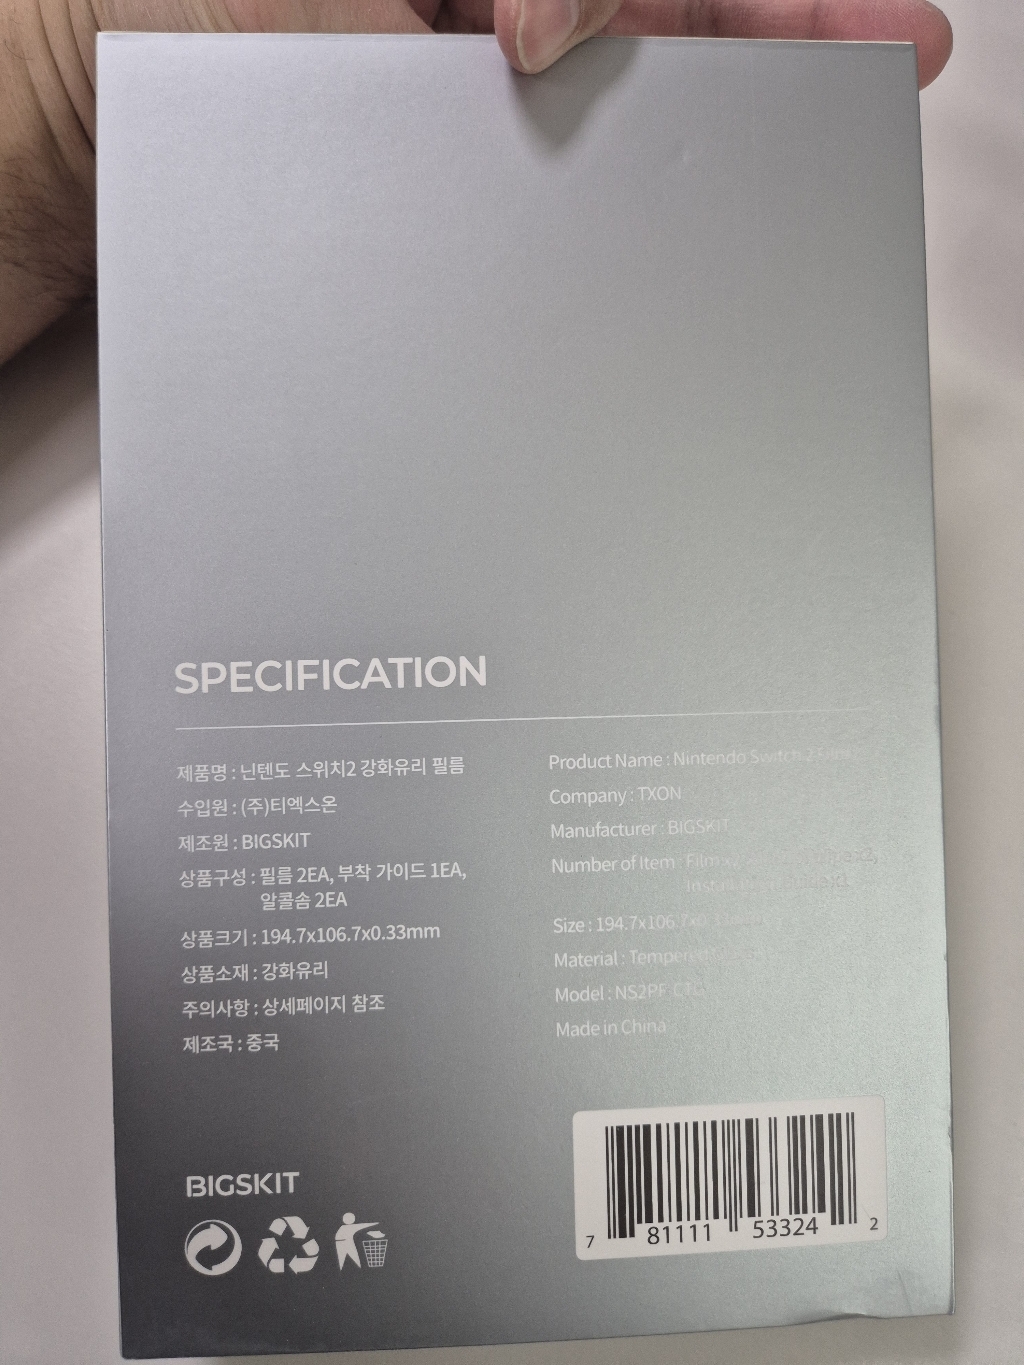 SPECIFICATION
제품명 : 닌텐도 스위치2 강화유리 필름
수입원 : (주)티엑스온
제조원 : BIGSKIT
상품구성 : 필름 2EA, 부착 가이드 1EA,
알콜솜 2EA
상품크기 : 194.7x106.7x0.33mm
상품소재 : 강화유리
주의사항 : 상세페이지 참조
제조국 : 중국
Product Name : Nintendo Switch 2
Company : TXON
Manufacturer : BIGSKIT
Number of Item :
Size : 194.7x106.7x0.33mm
Material : Tempered
Model :
Made in China
BIGSKIT
7 81111 53324 2